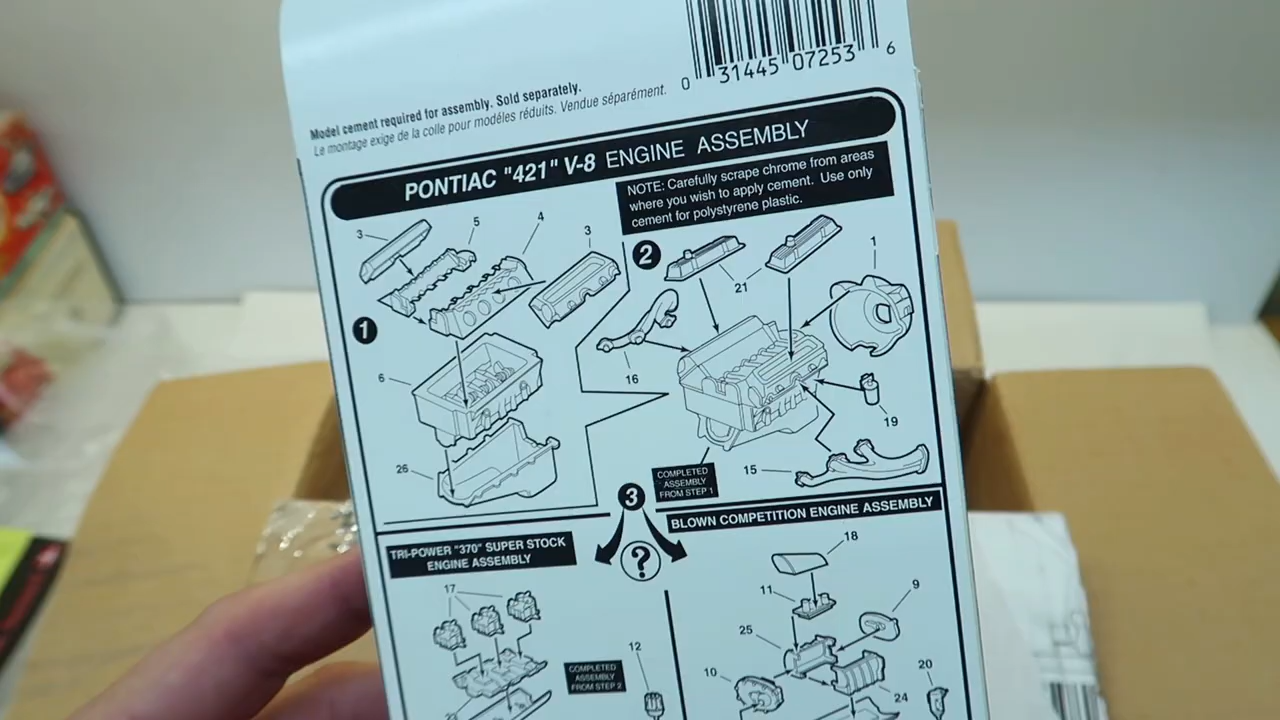 0 31445 07253 6
Model cement required for assembly. Sold separately.
Le montage exige de la colle pour modéles réduits. Vendue séparément.
PONTIAC "421" V-8 ENGINE ASSEMBLY
NOTE: Carefully scrape chrome from areas
where you wish to apply cement. Use only
cement for polystyrene plastic.
3
5
4
3
1
6
26
2
21
1
16
19
15
COMPLETED
ASSEMBLY
FROM STEP 1
3
?
TRI-POWER "370" SUPER STOCK
ENGINE ASSEMBLY
17
12
COMPLETED
ASSEMBLY
FROM STEP 2
BLOWN COMPETITION ENGINE ASSEMBLY
18
11
9
25
10
20
24